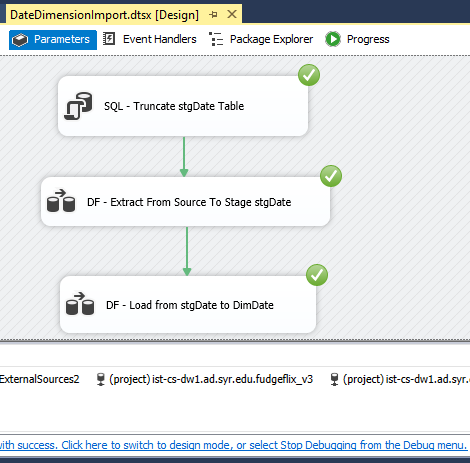 DateDimensionImport.dtsx [Design]
Parameters Event Handlers Package Explorer Progress
SQL - Truncate stgDate Table
DF - Extract From Source To Stage stgDate
DF - Load from stgDate to DimDate
ExternalSources2 (project) ist-cs-dw1.ad.syr.edu.fudgeflix_v3 (project) ist-cs-dw1.ad.syr.e
with success. Click here to switch to design mode, or select Stop Debugging from the Debug menu.